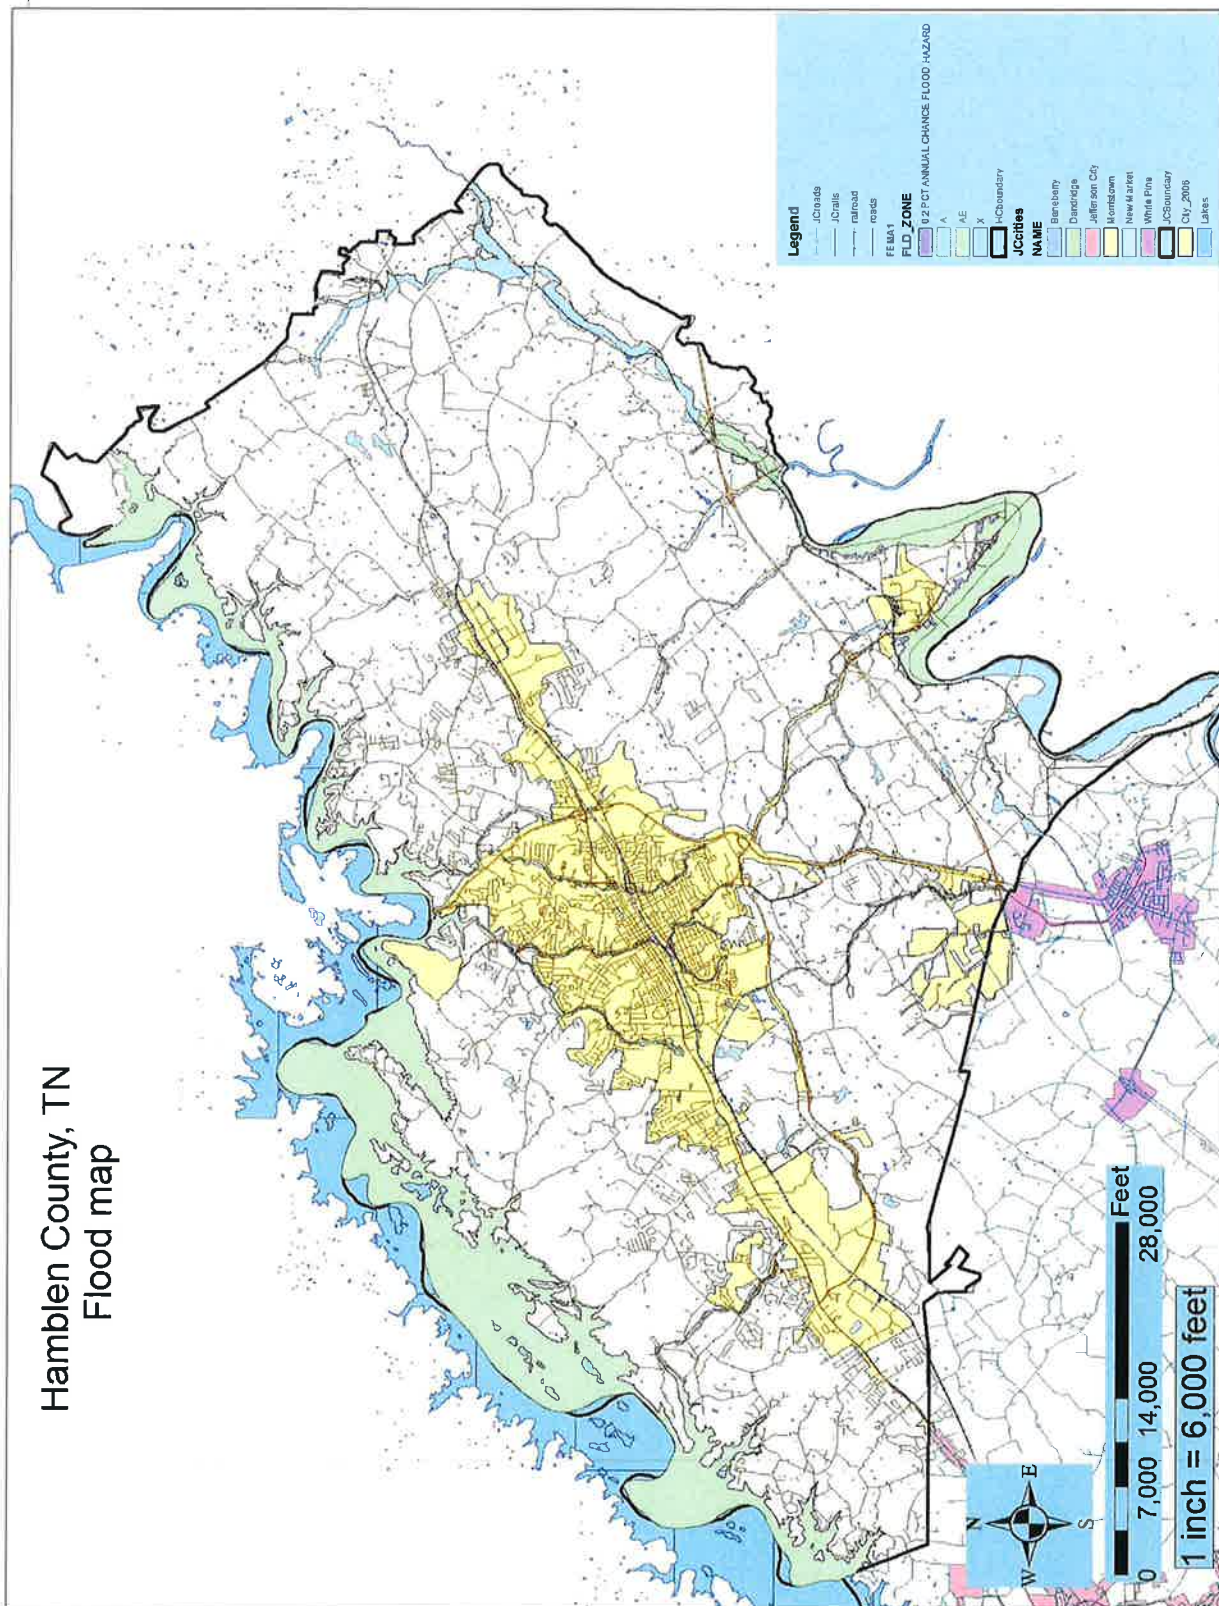 Hamblen County, TN
Flood map
Legend
JCroads
JCrails
railroad
roads
FEMA1
FLD_ZONE
0.2 PCT ANNUAL CHANCE FLOOD HAZARD
A
AE
X
HCboundary
JCcities
NAME
Baneberry
Dandridge
Jefferson City
Morristown
New Market
White Pine
JCBoundary
City_2006
Lakes
N
W E
S
0 7,000 14,000 28,000
Feet
1 inch = 6,000 feet